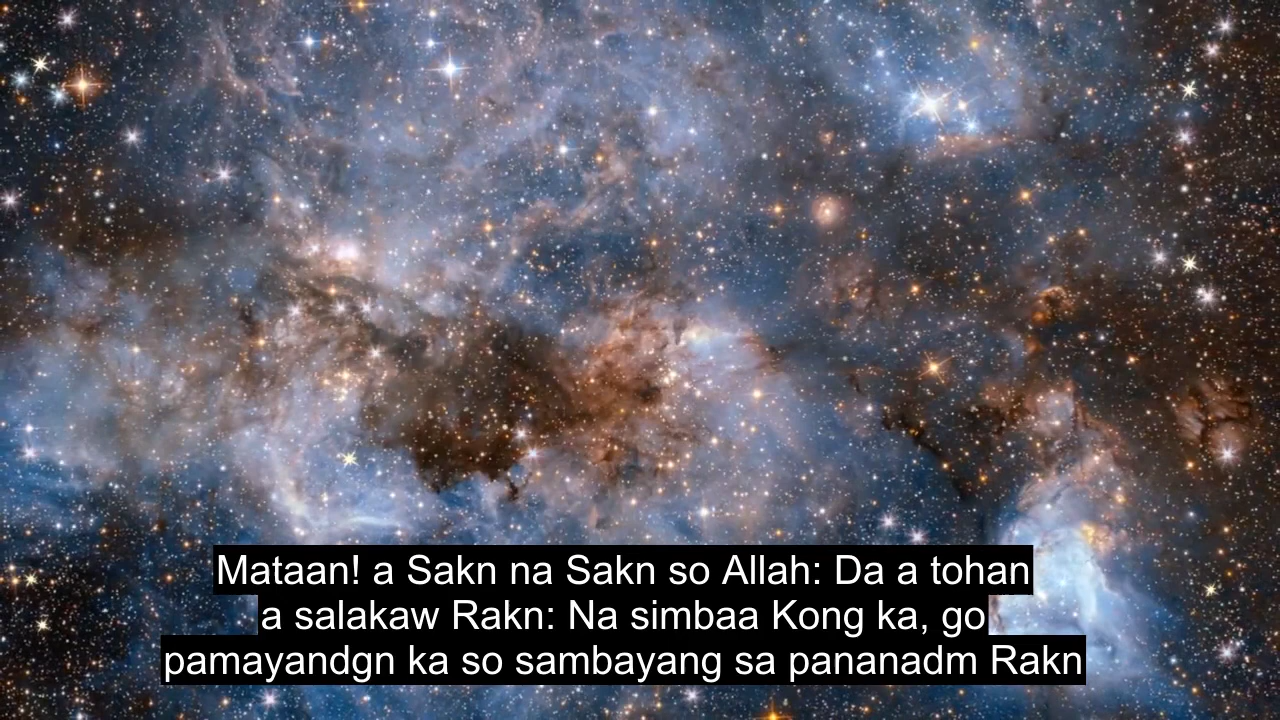 Mataan! a Sakn na Sakn so Allah: Da a tohan
a salakaw Rakn: Na simbaa Kong ka, go
pamayandgn ka so sambayang sa pananadm Rakn